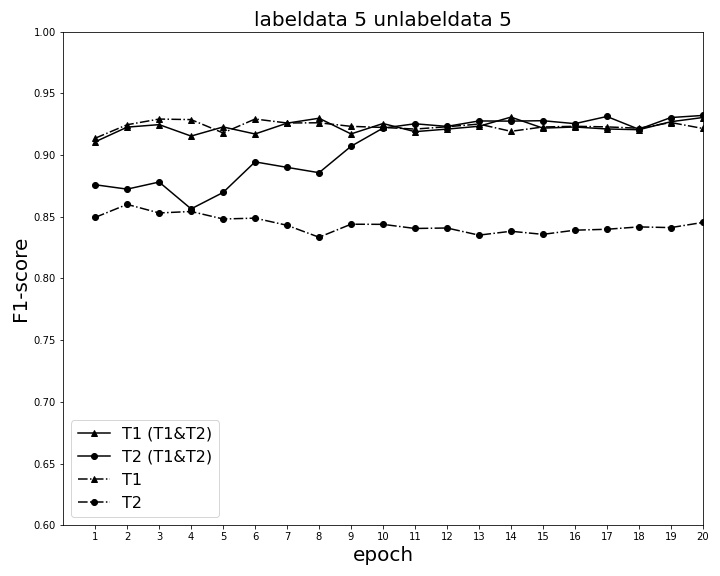 labeldata 5 unlabeldata 5
1.00
0.95
0.90
0.85
0.80
0.75
0.70
0.65
0.60
F1-score
T1 (T1&T2)
T2 (T1&T2)
T1
T2
1 2 3 4 5 6 7 8 9 10 11 12 13 14 15 16 17 18 19 20
epoch